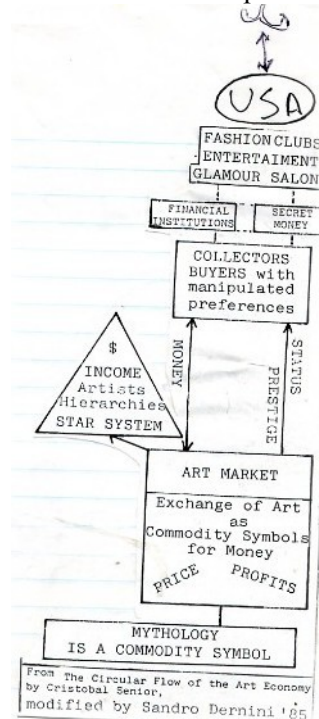 USA
FASHION CLUBS
ENTERTAIMENT
GLAMOUR SALON
FINANCIAL
INSTITUTIONS
SECRET
MONEY
COLLECTORS
BUYERS with
manipulated
preferences
$
INCOME
Artists
Hierarchies
STAR SYSTEM
MONEY
STATUS
PRESTIGE
ART MARKET
Exchange of Art
as
Commodity Symbols
for Money
PRICE PROFITS
MYTHOLOGY
IS A COMMODITY SYMBOL
From The Circular Flow of the Art Economy
by Cristobal Senior,
modified by Sandro Dernini '85